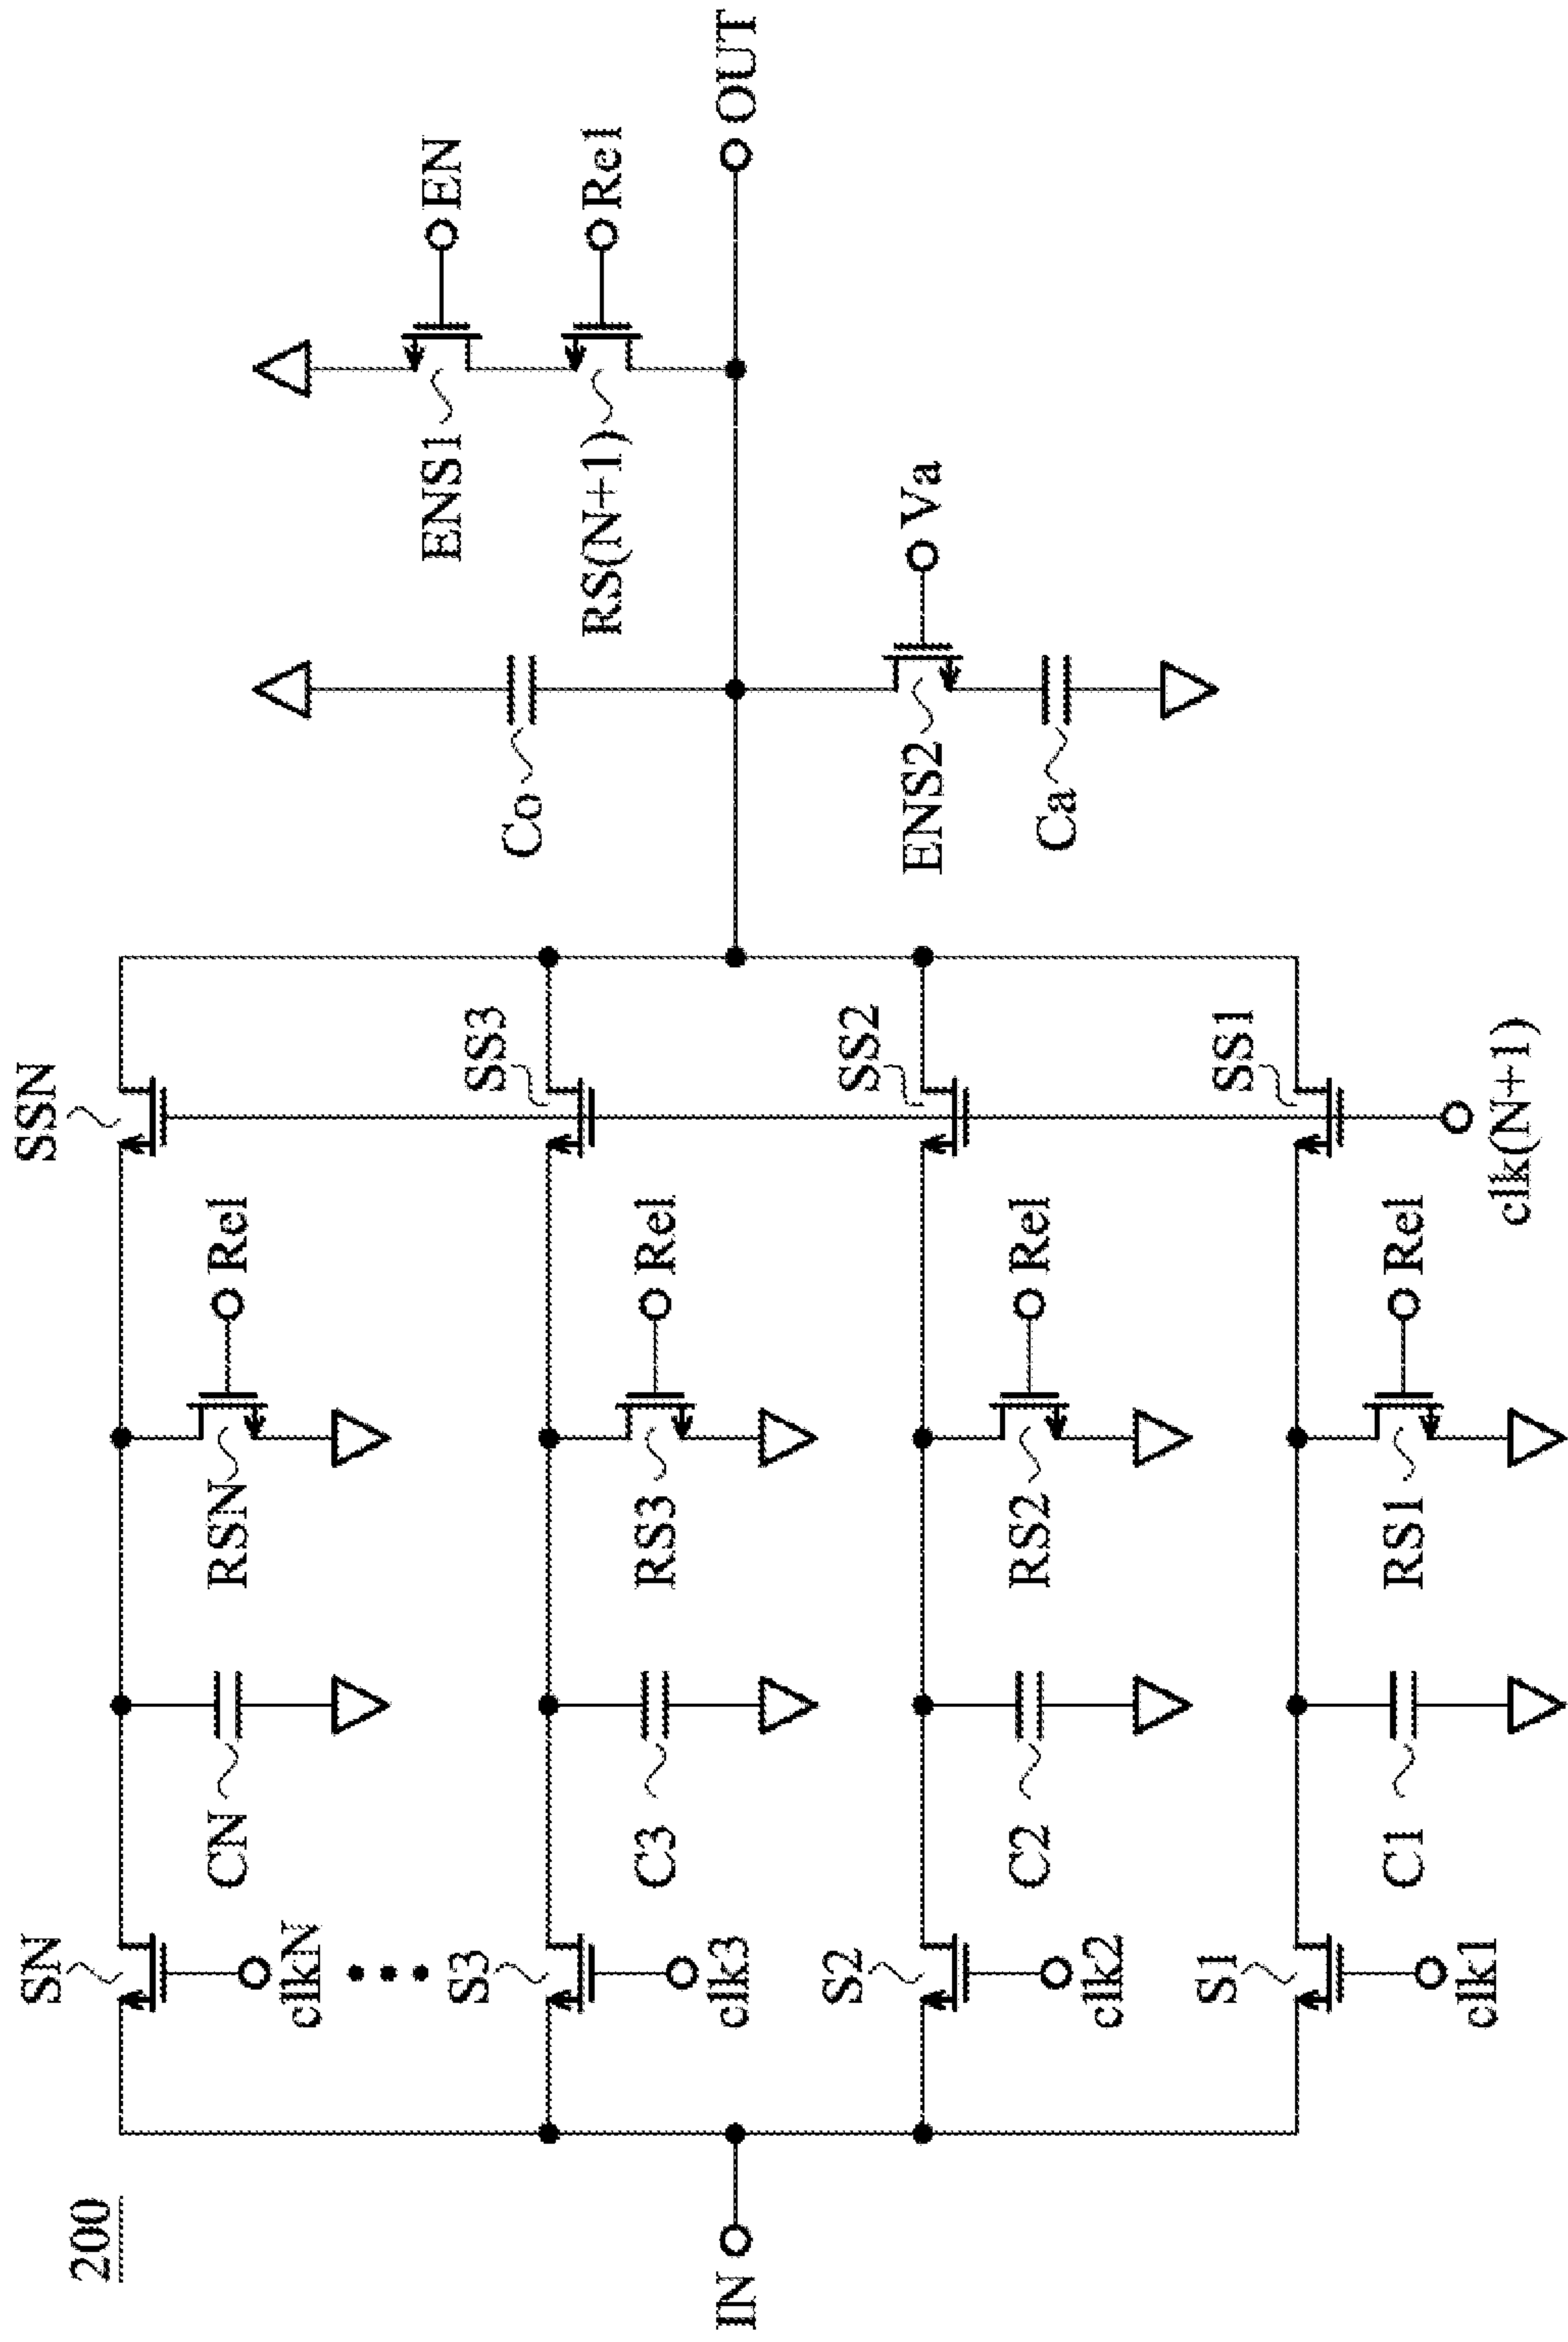 200
SN
SSN
CN
RSN
Rel
clkN
S3
SS3
ENS1
EN
Co
RS(N+1)
Re1
C3
RS3
Rel
clk3
IN
OUT
S2
SS2
ENS2
Va
C2
RS2
Rel
Ca
clk2
S1
SS1
C1
RS1
Rel
clk1
clk(N+1)